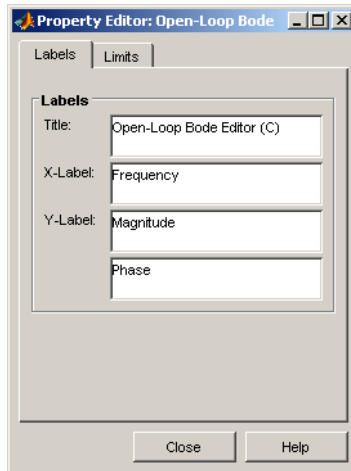 Property Editor: Open-Loop Bode
Labels Limits
Labels
Title: Open-Loop Bode Editor (C)
X-Label: Frequency
Y-Label: Magnitude
Phase
Close Help